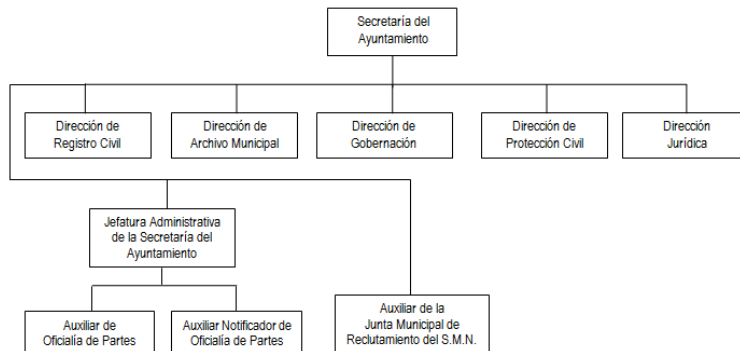 Secretaría del
Ayuntamiento
Dirección de
Registro Civil
Dirección de
Archivo Municipal
Dirección de
Gobernación
Dirección de
Protección Civil
Dirección
Jurídica
Jefatura Administrativa
de la Secretaría del
Ayuntamiento
Auxiliar de
Oficialía de Partes
Auxiliar Notificador de
Oficialía de Partes
Auxiliar de la
Junta Municipal de
Reclutamiento del S.M.N.